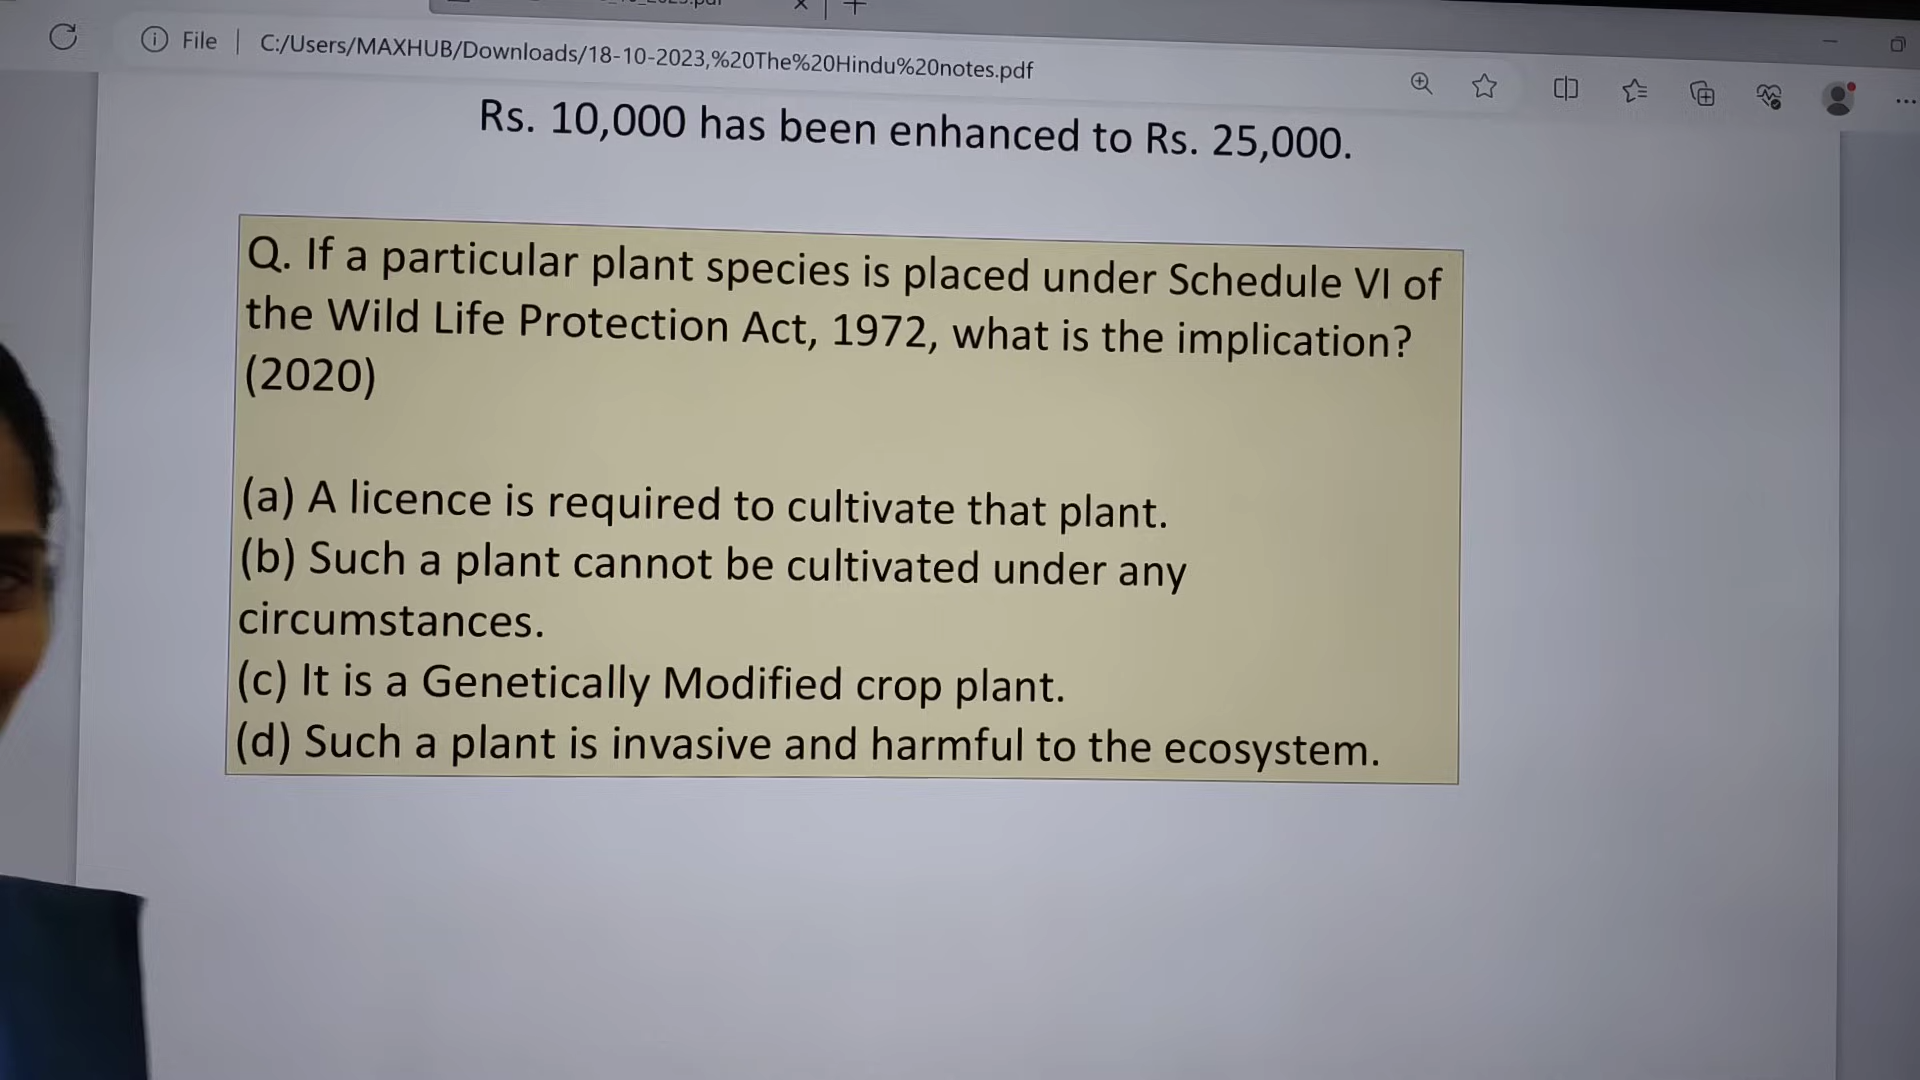 File | C:/Users/MAXHUB/Downloads/18-10-2023,%20The%20Hindu%20notes.pdf
Rs. 10,000 has been enhanced to Rs. 25,000.
Q. If a particular plant species is placed under Schedule VI of
the Wild Life Protection Act, 1972, what is the implication?
(2020)
(a) A licence is required to cultivate that plant.
(b) Such a plant cannot be cultivated under any
circumstances.
(c) It is a Genetically Modified crop plant.
(d) Such a plant is invasive and harmful to the ecosystem.